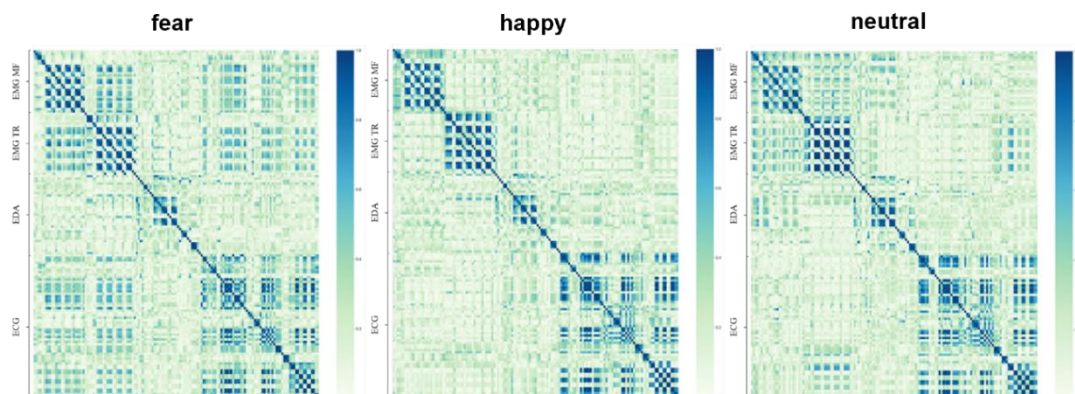 fear
happy
neutral
EMG MF
EMG TR
EDA
ECG
EMG MF
EMG TR
EDA
ECG
EMG MF
EMG TR
EDA
ECG